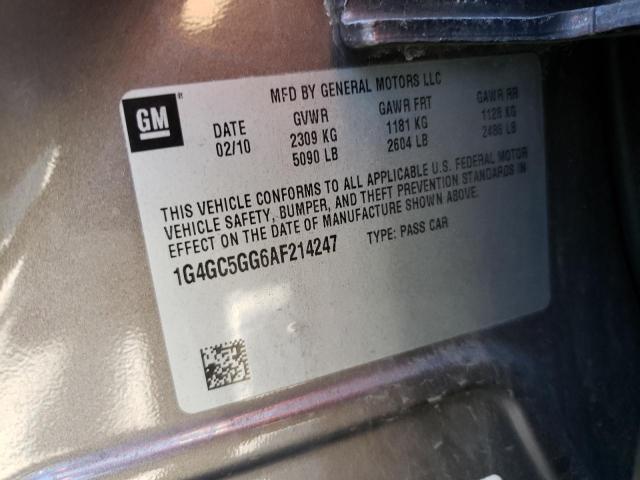 MFD BY GENERAL MOTORS LLC
GM
DATE GVWR GAWR FRT GAWR RR
02/10 2309 KG 1181 KG 1128 KG
5090 LB 2604 LB 2486 LB
THIS VEHICLE CONFORMS TO ALL APPLICABLE U.S. FEDERAL MOTOR
VEHICLE SAFETY, BUMPER, AND THEFT PREVENTION STANDARDS IN
EFFECT ON THE DATE OF MANUFACTURE SHOWN ABOVE.
1G4GC5GG6AF214247 TYPE: PASS CAR